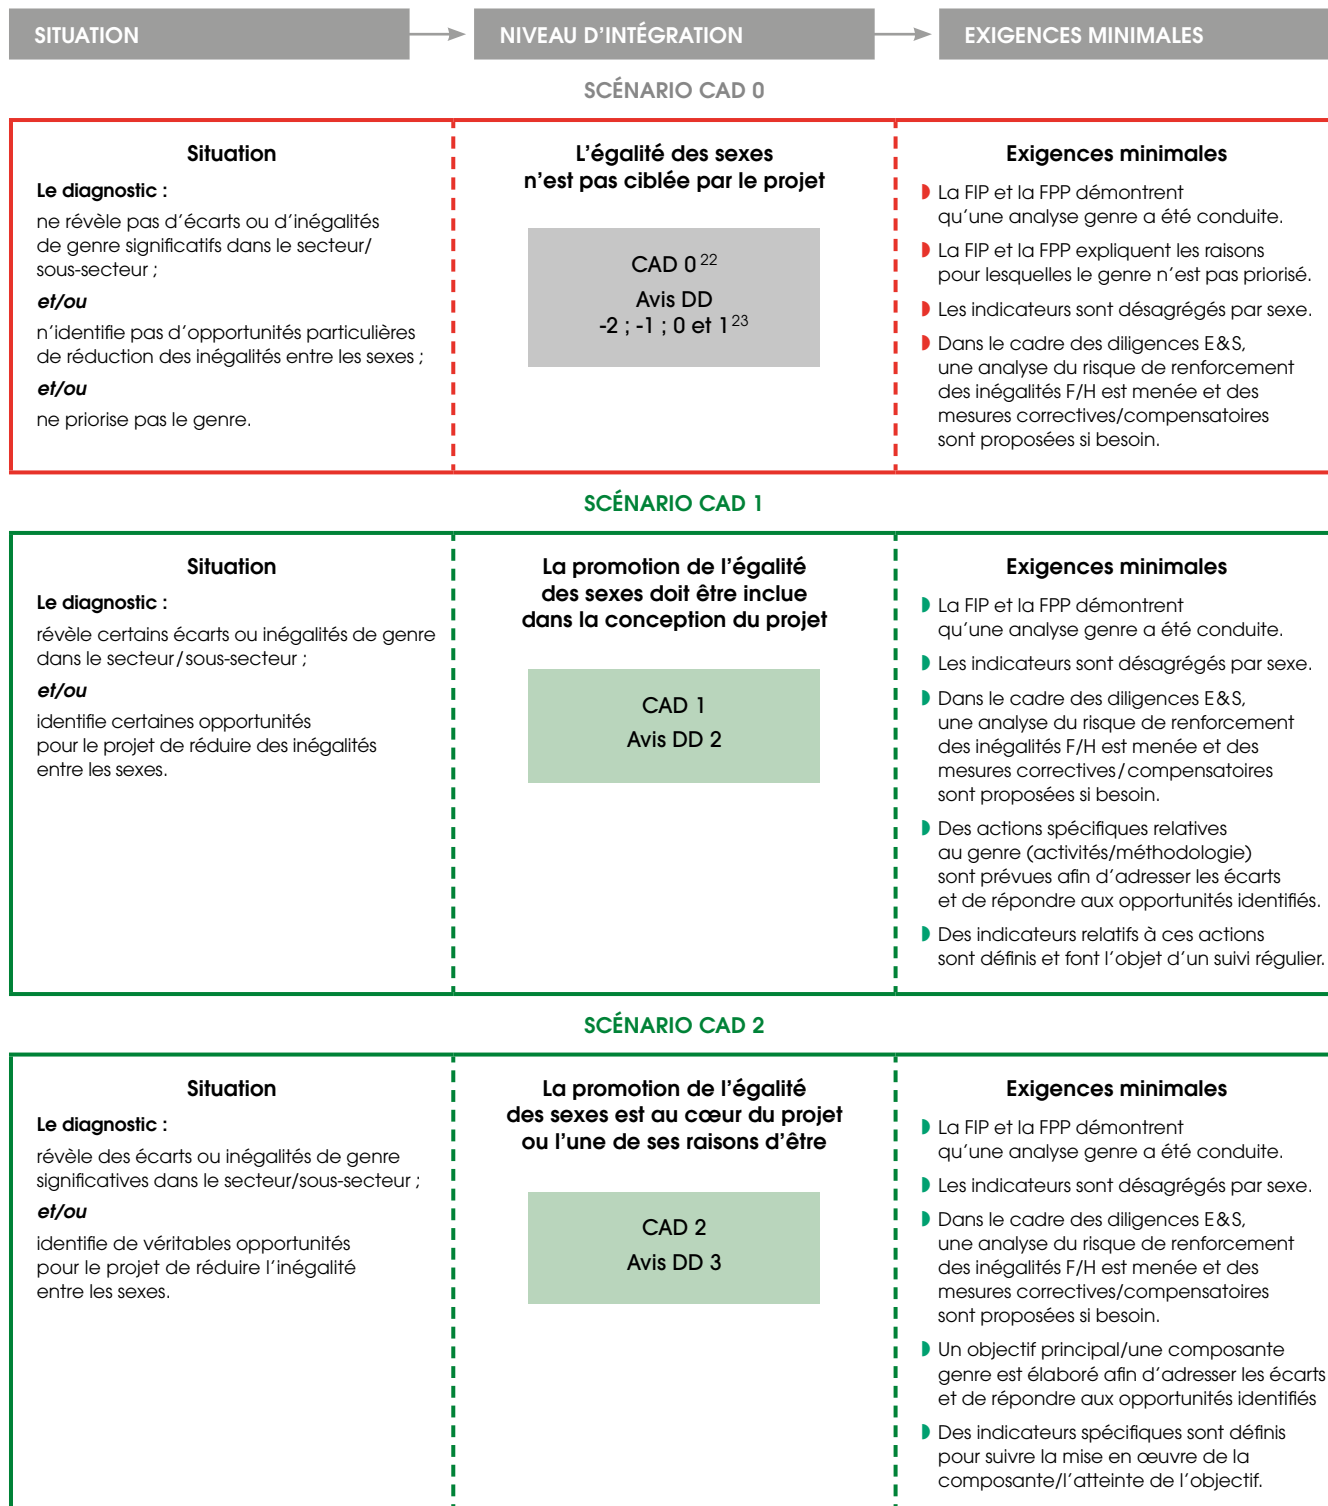 SITUATION
NIVEAU D'INTÉGRATION
EXIGENCES MINIMALES
SCÉNARIO CAD 0
Situation
Le diagnostic :
ne révèle pas d'écarts ou d'inégalités
de genre significatifs dans le secteur/
sous-secteur ;
et/ou
n'identifie pas d'opportunités particulières
de réduction des inégalités entre les sexes ;
et/ou
ne priorise pas le genre.
L'égalité des sexes
n'est pas ciblée par le projet
CAD 0 22
Avis DD
-2 ; -1 ; 0 et 1 23
Exigences minimales
La FIP et la FPP démontrent
qu'une analyse genre a été conduite.
La FIP et la FPP expliquent les raisons
pour lesquelles le genre n'est pas priorisé.
Les indicateurs sont désagrégés par sexe.
Dans le cadre des diligences E&S,
une analyse du risque de renforcement
des inégalités F/H est menée et des
mesures correctives/compensatoires
sont proposées si besoin.
SCÉNARIO CAD 1
Situation
Le diagnostic :
révèle certains écarts ou inégalités de genre
dans le secteur/sous-secteur ;
et/ou
identifie certaines opportunités
pour le projet de réduire des inégalités
entre les sexes.
La promotion de l'égalité
des sexes doit être inclue
dans la conception du projet
CAD 1
Avis DD 2
Exigences minimales
La FIP et la FPP démontrent
qu'une analyse genre a été conduite.
Les indicateurs sont désagrégés par sexe.
Dans le cadre des diligences E&S,
une analyse du risque de renforcement
des inégalités F/H est menée et des
mesures correctives/compensatoires
sont proposées si besoin.
Des actions spécifiques relatives
au genre (activités/méthodologie)
sont prévues afin d'adresser les écarts
et de répondre aux opportunités identifiés.
Des indicateurs relatifs à ces actions
sont définis et font l'objet d'un suivi régulier.
SCÉNARIO CAD 2
Situation
Le diagnostic :
révèle des écarts ou inégalités de genre
significatives dans le secteur/sous-secteur ;
et/ou
identifie de véritables opportunités
pour le projet de réduire l'inégalité
entre les sexes.
La promotion de l'égalité
des sexes est au cœur du projet
ou l'une de ses raisons d'être
CAD 2
Avis DD 3
Exigences minimales
La FIP et la FPP démontrent
qu'une analyse genre a été conduite.
Les indicateurs sont désagrégés par sexe.
Dans le cadre des diligences E&S,
une analyse du risque de renforcement
des inégalités F/H est menée et des
mesures correctives/compensatoires
sont proposées si besoin.
Un objectif principal/une composante
genre est élaboré afin d'adresser les écarts
et de répondre aux opportunités identifiés
Des indicateurs spécifiques sont définis
pour suivre la mise en œuvre de la
composante/l'atteinte de l'objectif.